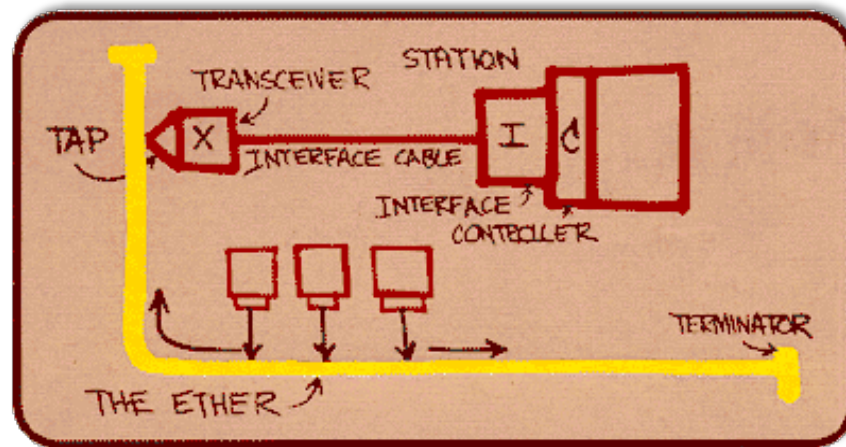 STATION
TRANSCEIVER
TAP
X
I
C
INTERFACE CABLE
INTERFACE
CONTROLLER
TERMINATOR
THE ETHER